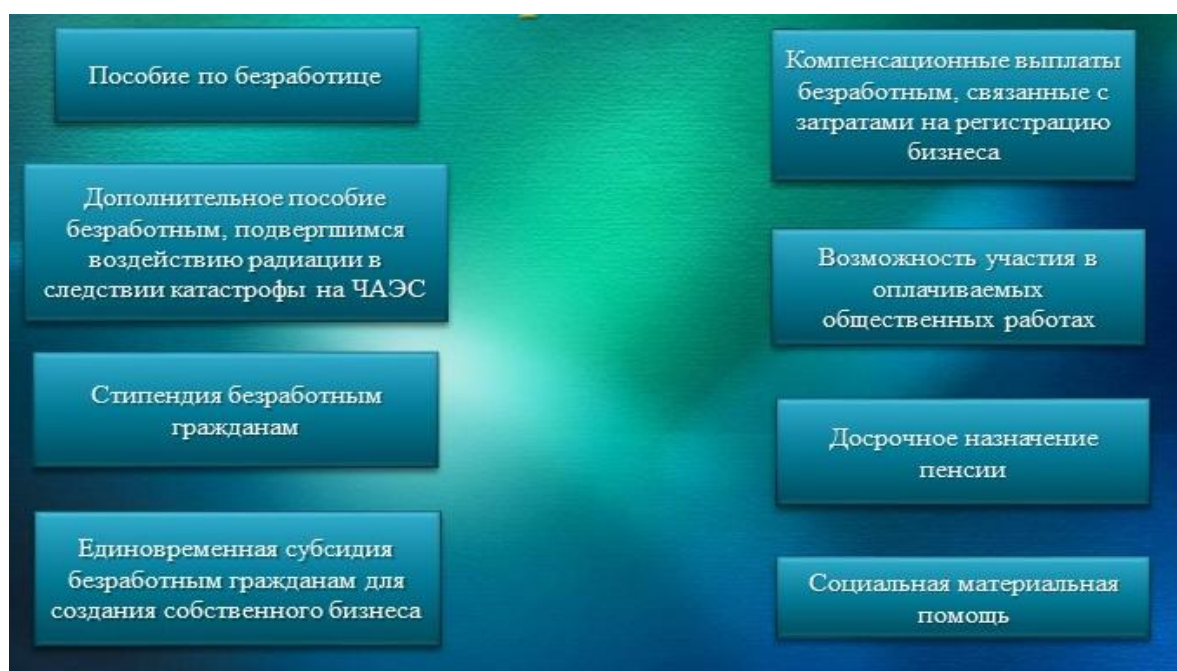 Пособие по безработице
Дополнительное пособие
безработным, подвергшимся
воздействию радиации в
следствии катастрофы на ЧАЭС
Стипендия безработным
гражданам
Единовременная субсидия
безработным гражданам для
создания собственного бизнеса
Компенсационные выплаты
безработным, связанные с
затратами на регистрацию
бизнеса
Возможность участия в
оплачиваемых
общественных работах
Досрочное назначение
пенсии
Социальная материальная
помощь